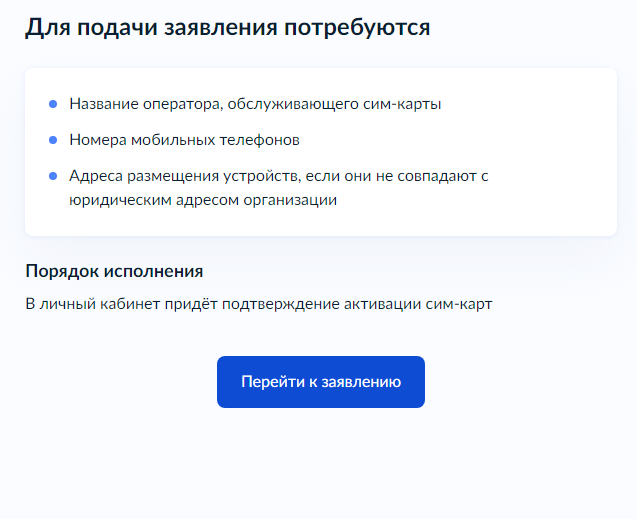 Для подачи заявления потребуются
Название оператора, обслуживающего сим-карты
Номера мобильных телефонов
Адреса размещения устройств, если они не совпадают с
юридическим адресом организации
Порядок исполнения
В личный кабинет придёт подтверждение активации сим-карт
Перейти к заявлению